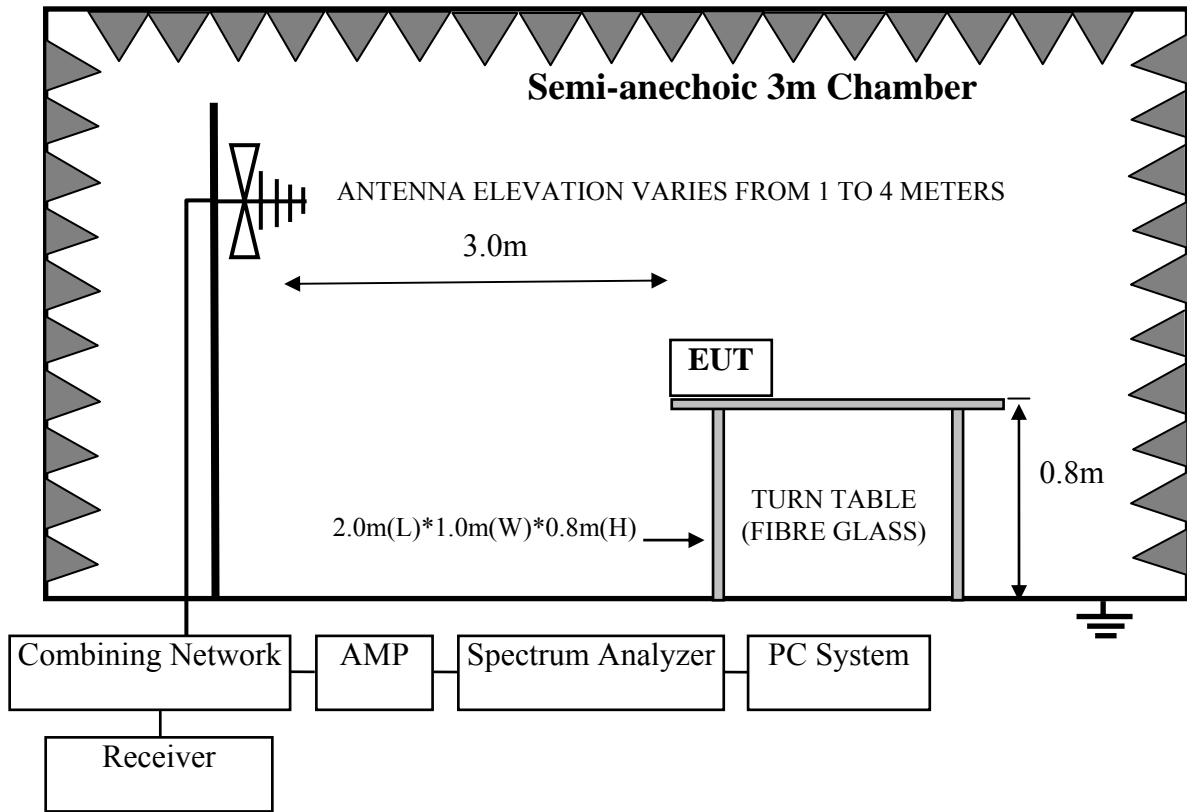 Semi-anechoic 3m Chamber
ANTENNA ELEVATION VARIES FROM 1 TO 4 METERS
3.0m
EUT
0.8m
TURN TABLE
(FIBRE GLASS)
2.0m(L)*1.0m(W)*0.8m(H)
Combining Network
AMP
Spectrum Analyzer
PC System
Receiver